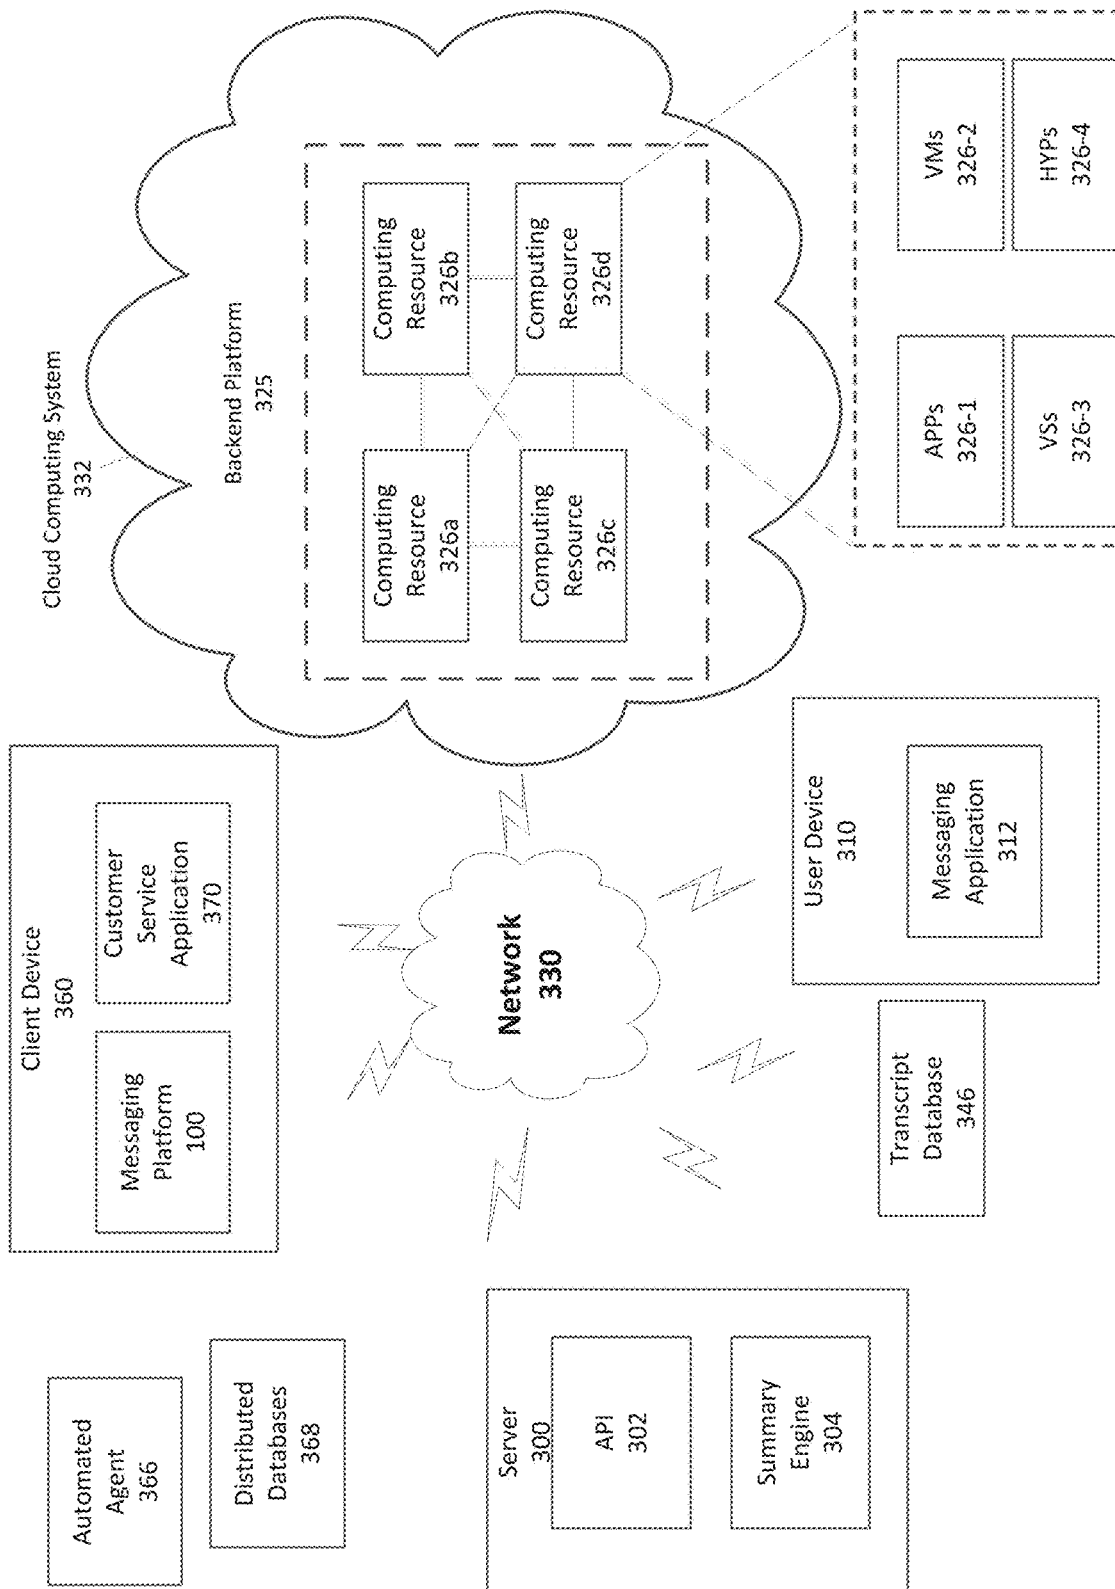 Automated
Agent
366
Distributed
Databases
368
Server
300
API
302
Summary
Engine
304
Client Device
360
Messaging
Platform
100
Customer
Service
Application
370
Network
330
Transcript
Database
346
User Device
310
Messaging
Application
312
Cloud Computing System
332
Backend Platform
325
Computing
Resource
326a
Computing
Resource
326b
Computing
Resource
326c
Computing
Resource
326d
APPs
326-1
VMs
326-2
VSs
326-3
HYPs
326-4